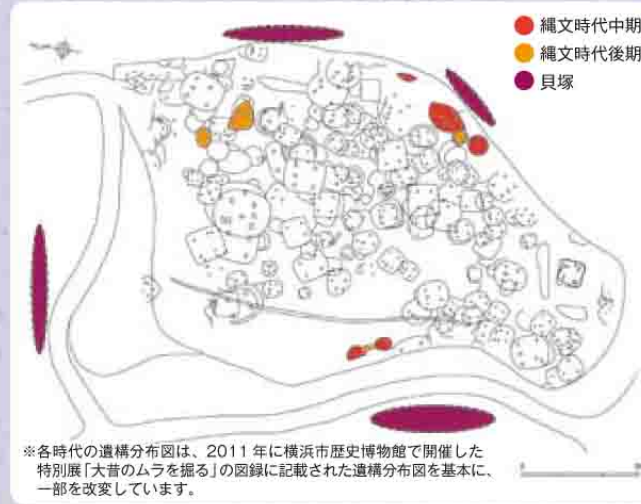 縄文時代中期
縄文時代後期
貝塚
※各時代の遺構分布図は、2011年に横浜市歴史博物館で開催した
特別展「大昔のムラを掘る」の図録に記載された遺構分布図を基本に、
一部を改変しています。